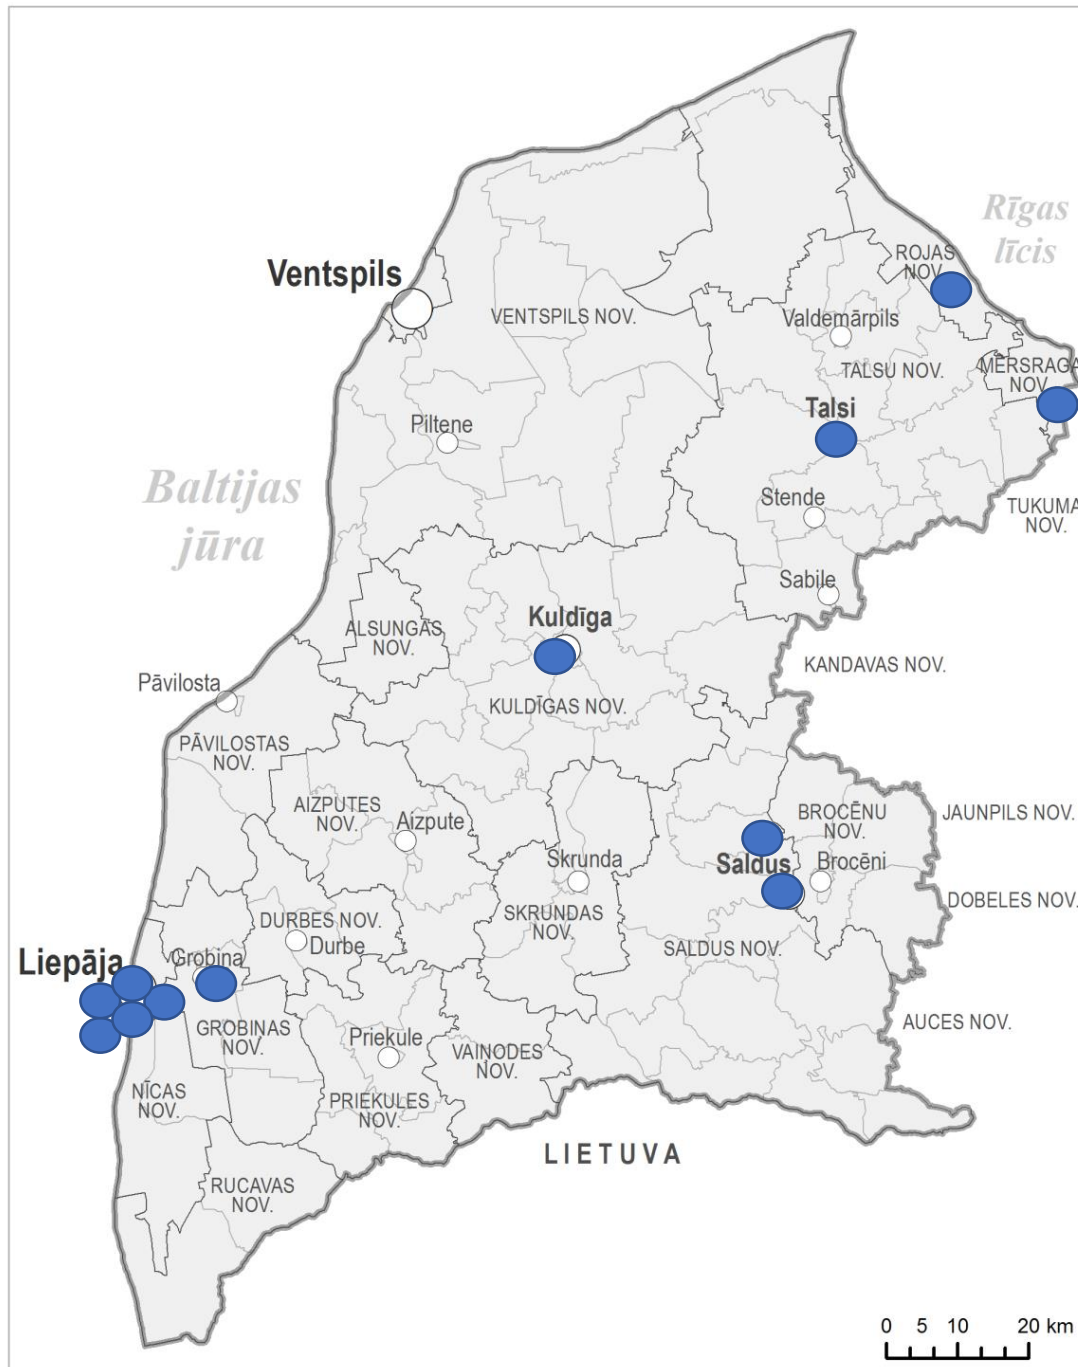 Rīgas
līcis
ROJAS
NOV.
Ventspils
VENTSPILS NOV.
Valdemārpils
TALSU NOV.
MĒRSRAGA
NOV.
Talsi
Piltene
Baltijas
jūra
Stende
TUKUMA
NOV.
Sabile
Kuldīga
ALSUNGAS
NOV.
KANDAVAS NOV.
Pāvilosta
KULDĪGAS NOV.
PĀVILOSTAS
NOV.
AIZPUTES
NOV.
Aizpute
BROCĒNU
NOV.
JAUNPILS NOV.
Skrunda
Saldus
Brocēni
DOBELES NOV.
SKRUNDAS
NOV.
DURBES NOV.
Durbe
SALDUS NOV.
Liepāja
Grobiņa
GROBIŅAS
NOV.
AUCES NOV.
Priekule
VAIŅODES
NOV.
NĪCAS
NOV.
PRIEKULES
NOV.
LIETUVA
RUCAVAS
NOV.
0 5 10 20 km